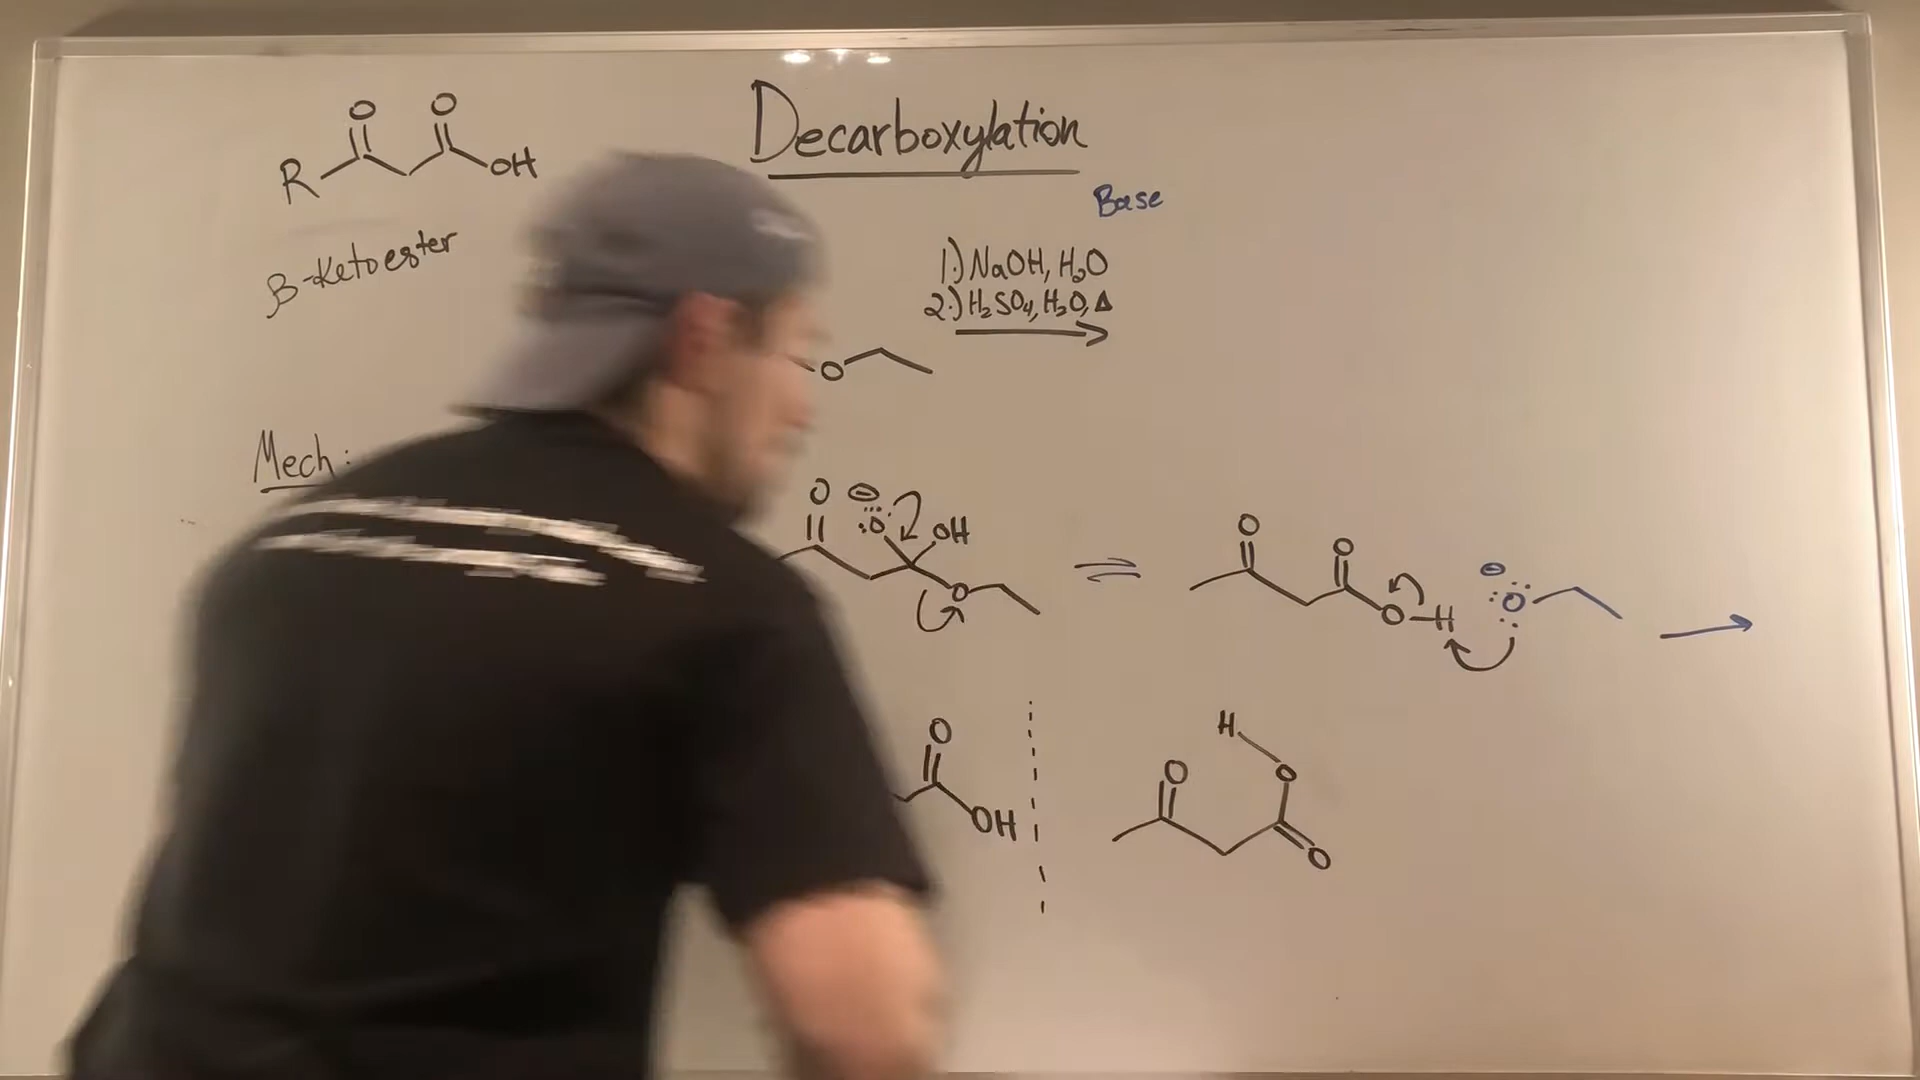 Decarboxylation
O O
R OH
β-Ketoester
Base
1.) NaOH, H₂O
2.) H₂SO₄, H₂O, Δ
O
Mech:
O ⊖ :O: OH
O
O O
O-H ⊖ :O:
O
OH
H
O O
O